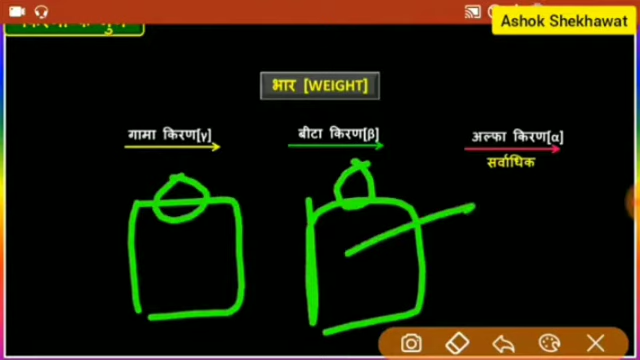 Ashok Shekhawat
भार [WEIGHT]
गामा किरण[γ]
बीटा किरण[β]
अल्फा किरण[α]
सर्वाधिक